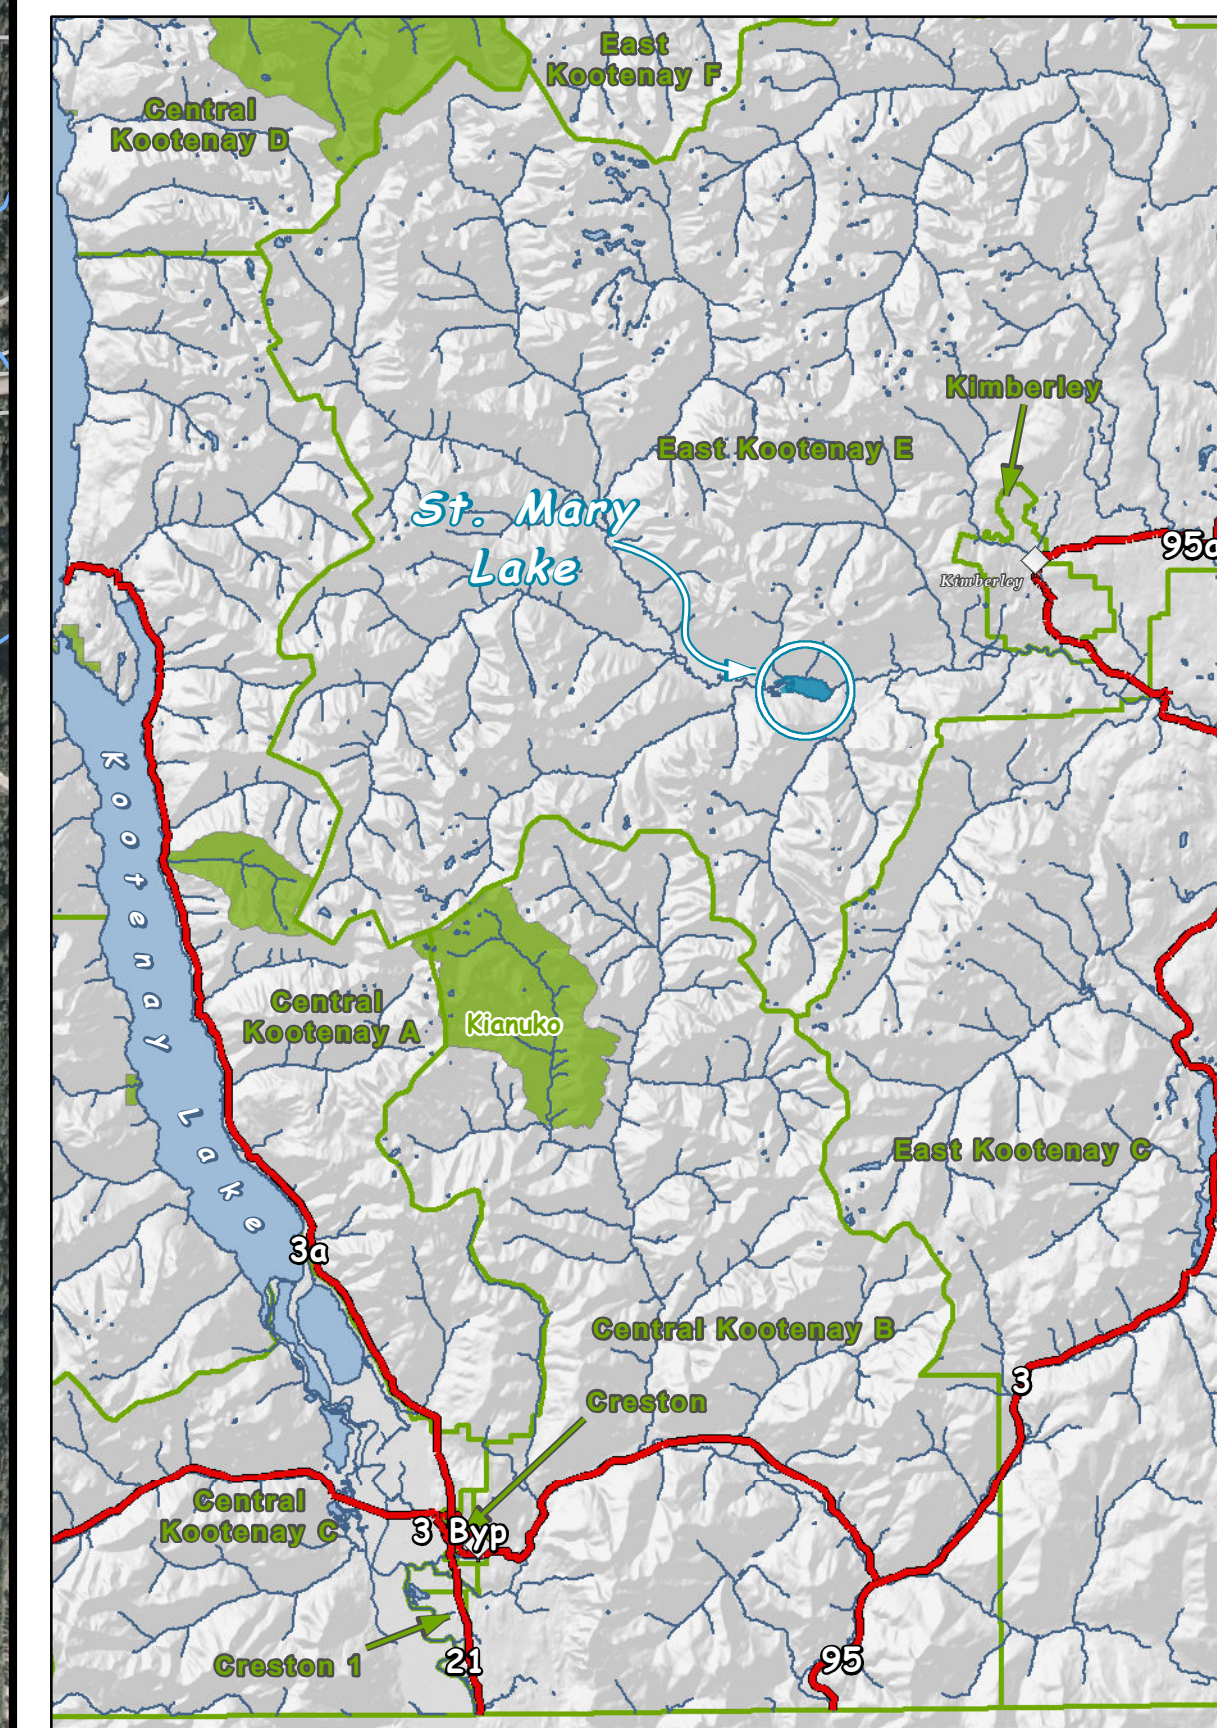 East
Kootenay F
Central
Kootenay D
Kimberley
East Kootenay E
St. Mary
Lake
95a
Kimberley
Kootenay Lake
Central
Kootenay A
Kianuko
East Kootenay C
3a
Central Kootenay B
3
Creston
Central
Kootenay C
3 Byp
Creston 1
21
95